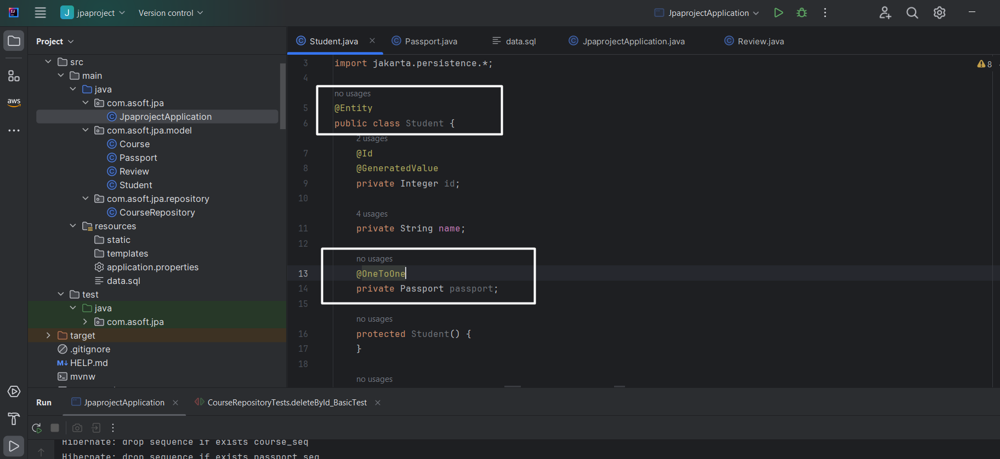 J jpaproject Version control JpaprojectApplication
Project
Student.java Passport.java data.sql JpaprojectApplication.java Review.java
src
main
java
com.asoft.jpa
JpaprojectApplication
com.asoft.jpa.model
Course
Passport
Review
Student
com.asoft.jpa.repository
CourseRepository
resources
static
templates
application.properties
data.sql
test
java
com.asoft.jpa
target
.gitignore
M↓ HELP.md
mvnw
aws
3 import jakarta.persistence.*;
8
4
no usages
5 @Entity
6 public class Student {
2 usages
7 @Id
8 @GeneratedValue
9 private Integer id;
10
4 usages
11 private String name;
12
no usages
13 @OneToOne
14 private Passport passport;
15
no usages
16 protected Student() {
17 }
18
no usages
Run JpaprojectApplication CourseRepositoryTests.deleteById_BasicTest
Hibernate: drop sequence if exists course_seq
Hibernate: drop sequence if exists passport_seq